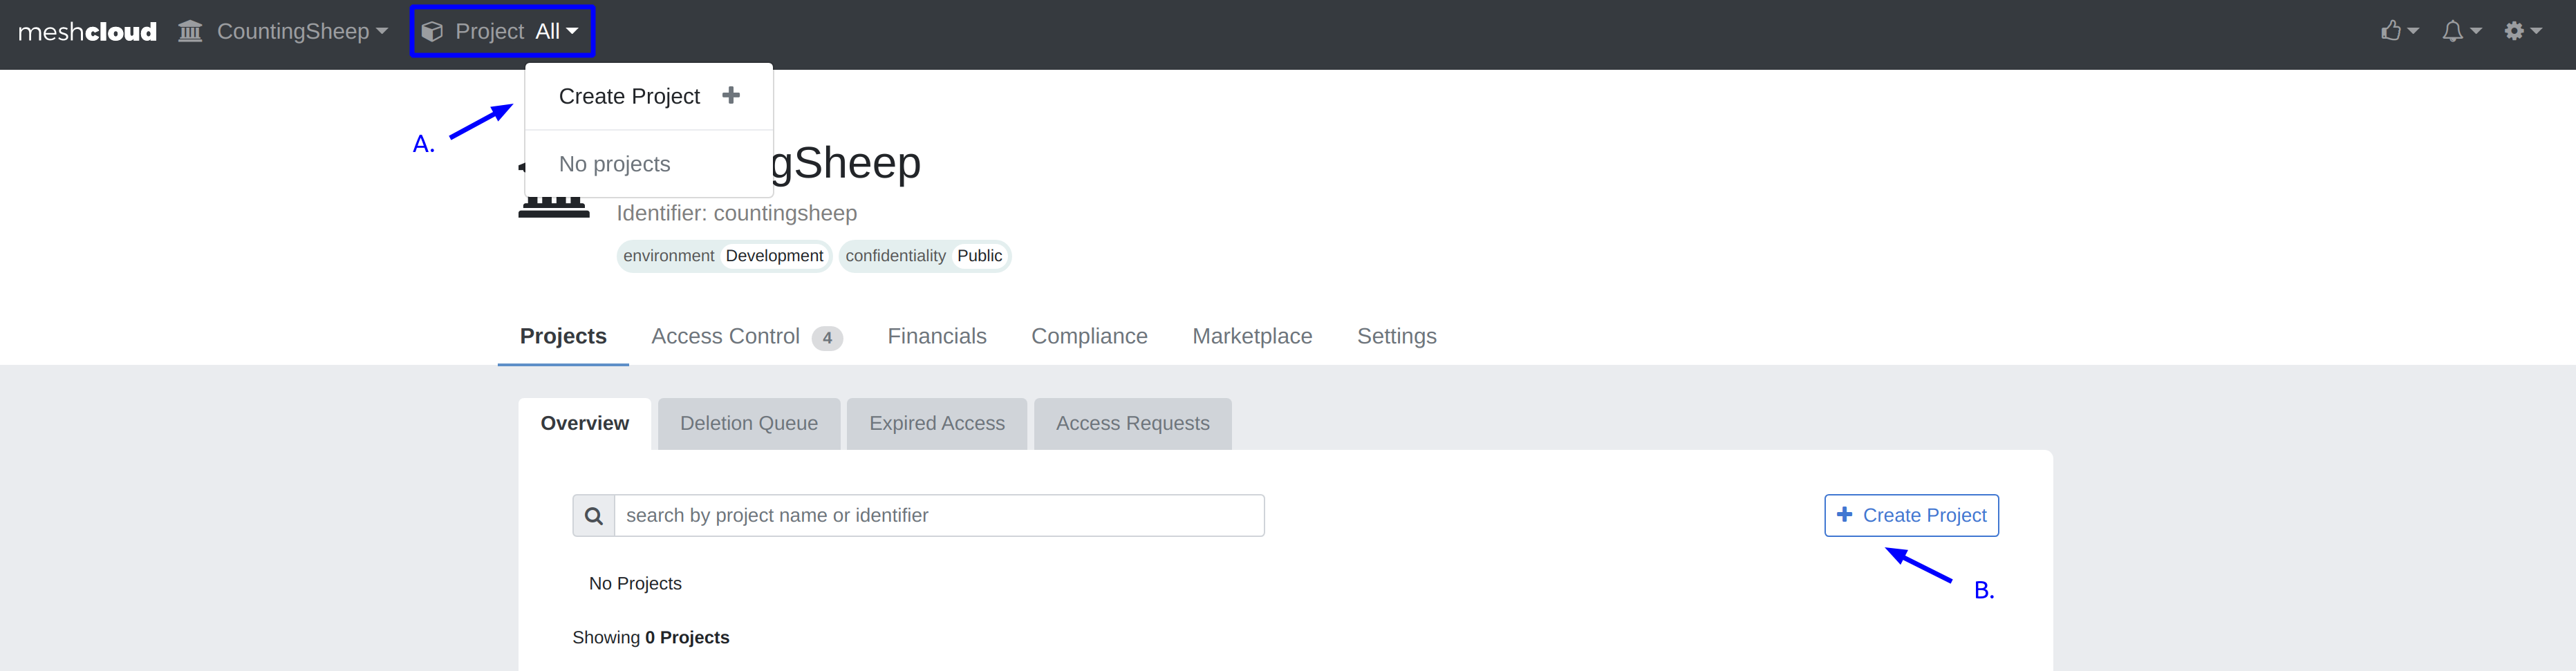 meshcloud CountingSheep Project All
Create Project
A.
No projects
gSheep
Identifier: countingsheep
environment Development confidentiality Public
Projects Access Control 4 Financials Compliance Marketplace Settings
Overview Deletion Queue Expired Access Access Requests
search by project name or identifier Create Project
No Projects
B.
Showing 0 Projects